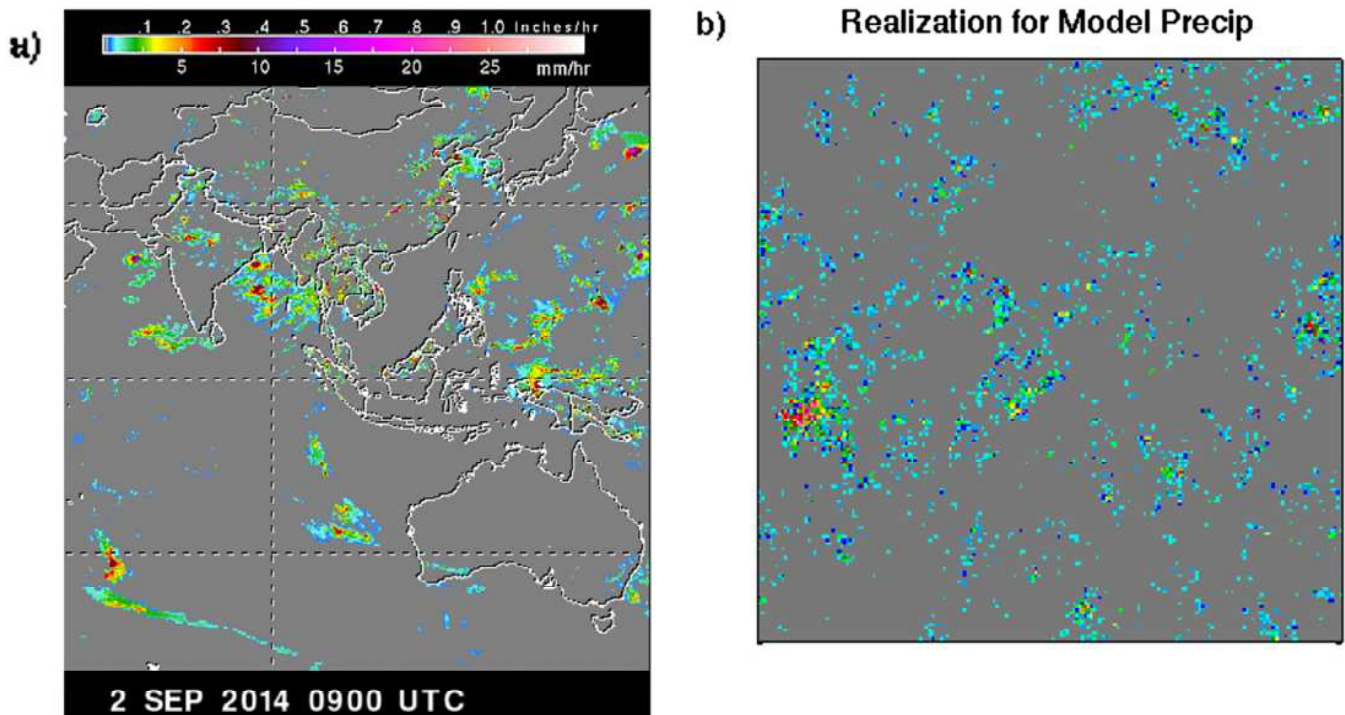 a)
.1 .2 .3 .4 .5 .6 .7 .8 .9 1.0 Inches/hr
5 10 15 20 25 mm/hr
2 SEP 2014 0900 UTC
b) Realization for Model Precip